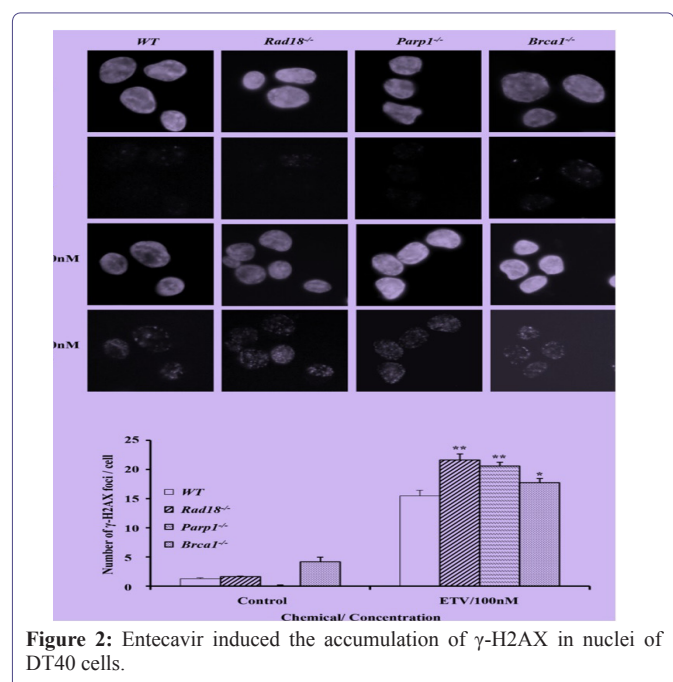 WT Rad18-/- Parp1-/- Brca1-/-
0nM
0nM
Number of γ-H2AX foci / cell
25
20
15
10
5
0
WT
Rad18-/-
Parp1-/-
Brca1-/-
** ** *
Control ETV/100nM
Chemical/ Concentration
Figure 2: Entecavir induced the accumulation of γ-H2AX in nuclei of
DT40 cells.